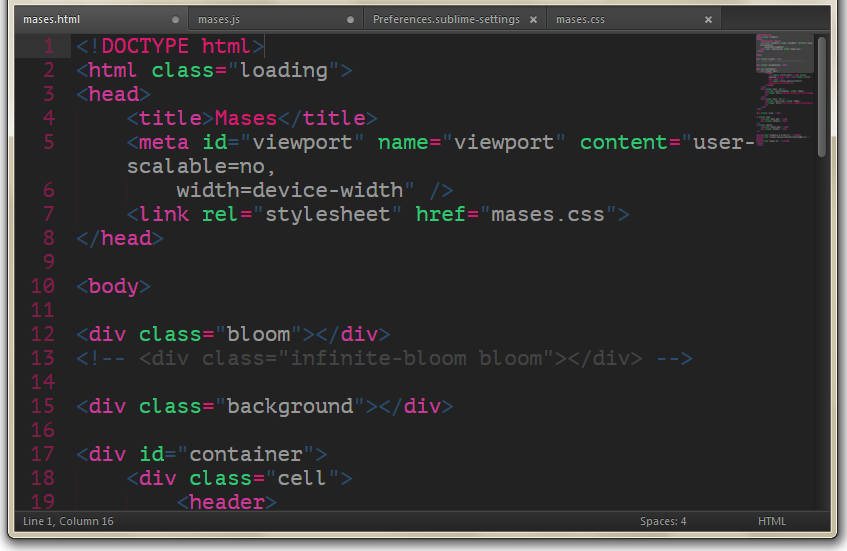 mases.html mases.js Preferences.sublime-settings mases.css
1 <!DOCTYPE html>
2 <html class="loading">
3 <head>
4     <title>Mases</title>
5     <meta id="viewport" name="viewport" content="user-
scalable=no,
6         width=device-width" />
7     <link rel="stylesheet" href="mases.css">
8 </head>
9
10 <body>
11
12 <div class="bloom"></div>
13 <!-- <div class="infinite-bloom bloom"></div> -->
14
15 <div class="background"></div>
16
17 <div id="container">
18     <div class="cell">
19         <header>
Line 1, Column 16 Spaces: 4 HTML